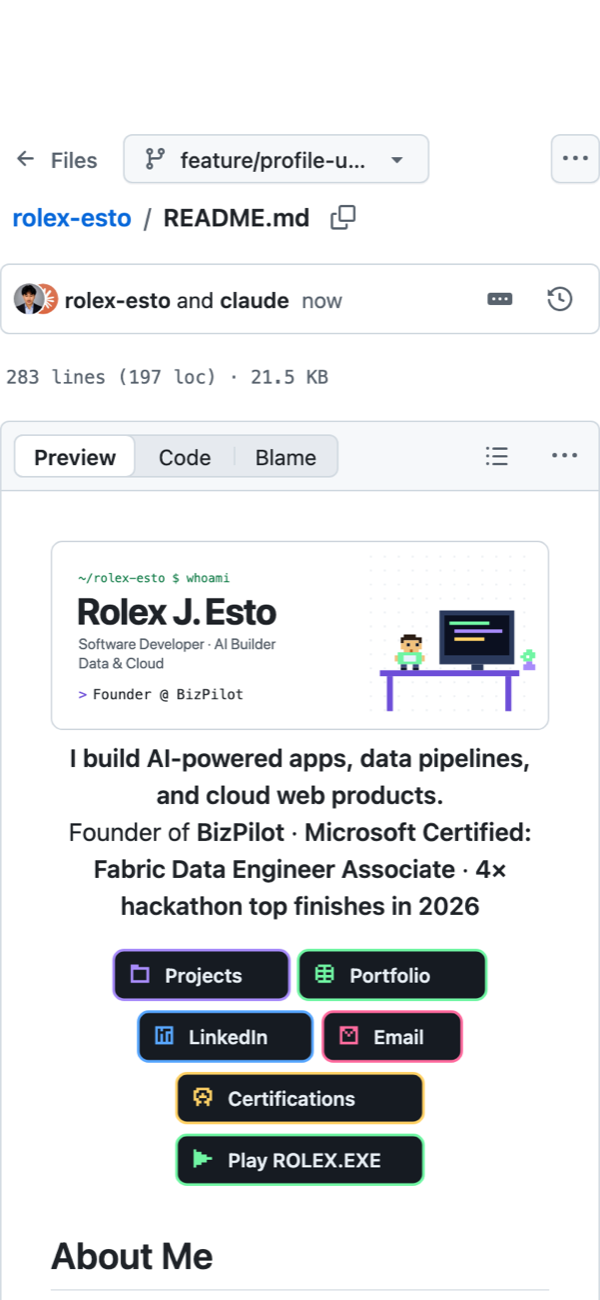 Files
feature/profile-u...
rolex-esto / README.md
rolex-esto and claude now
283 lines (197 loc) · 21.5 KB
Preview
Code
Blame
~/rolex-esto $ whoami
Rolex J. Esto
Software Developer · AI Builder
Data & Cloud
> Founder @ BizPilot
I build AI-powered apps, data pipelines,
and cloud web products.
Founder of BizPilot · Microsoft Certified:
Fabric Data Engineer Associate · 4×
hackathon top finishes in 2026
Projects
Portfolio
LinkedIn
Email
Certifications
Play ROLEX.EXE
About Me